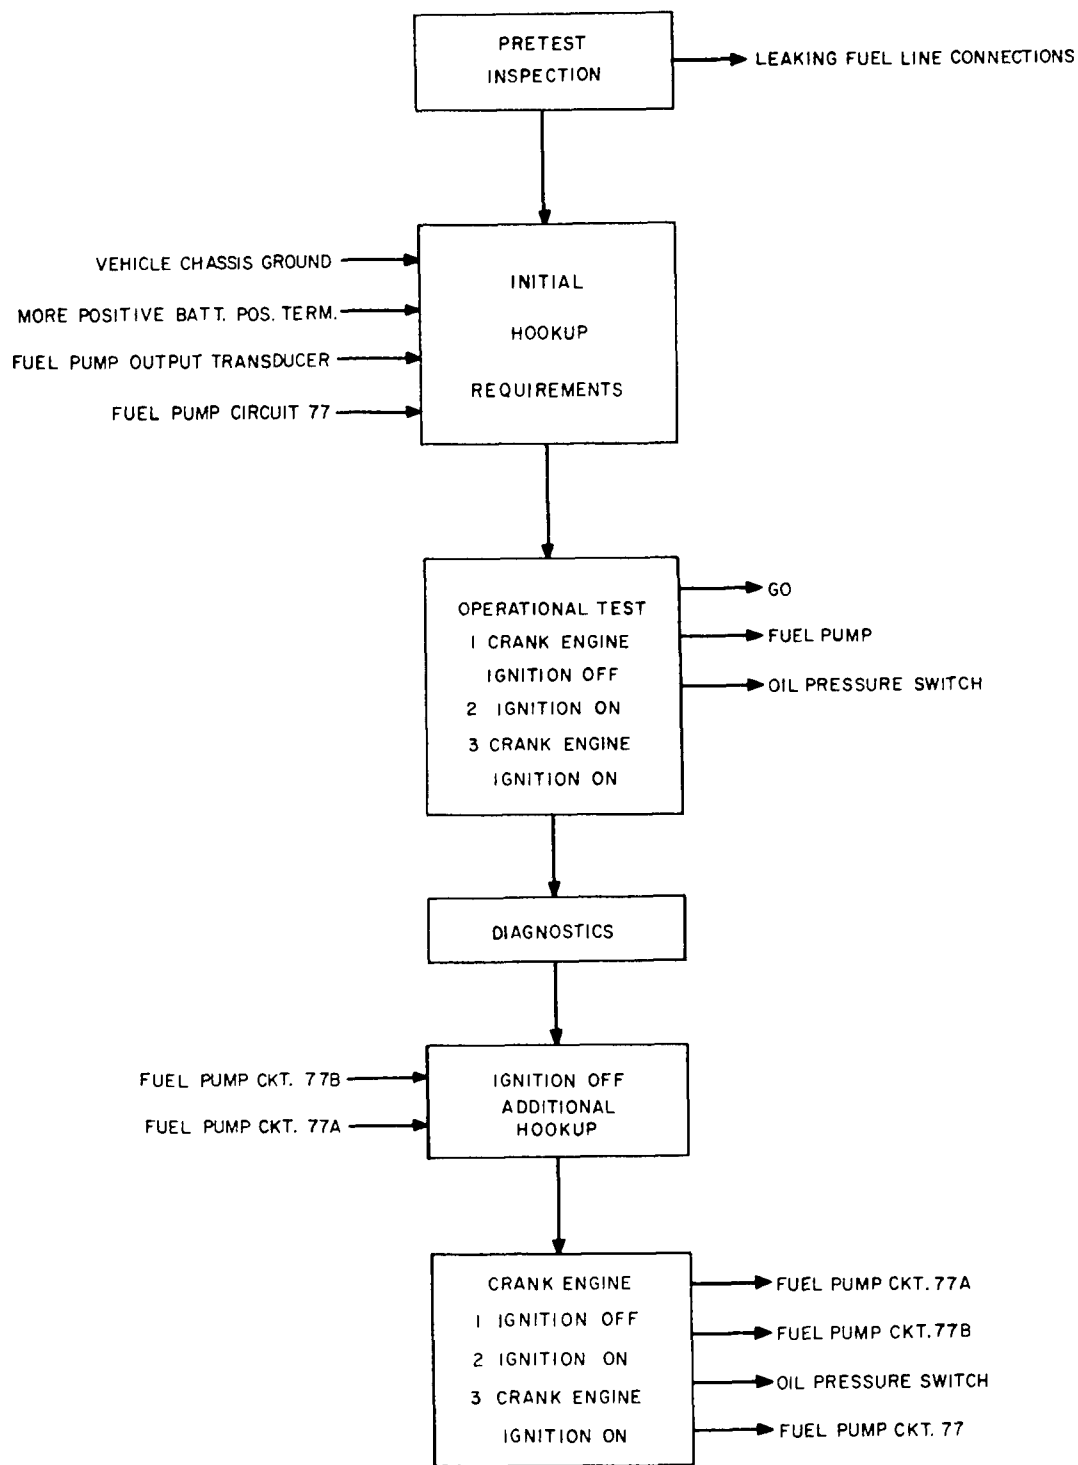 PRETEST
INSPECTION
LEAKING FUEL LINE CONNECTIONS
VEHICLE CHASSIS GROUND
MORE POSITIVE BATT. POS. TERM.
FUEL PUMP OUTPUT TRANSDUCER
FUEL PUMP CIRCUIT 77
INITIAL
HOOKUP
REQUIREMENTS
OPERATIONAL TEST
1 CRANK ENGINE
IGNITION OFF
2 IGNITION ON
3 CRANK ENGINE
IGNITION ON
GO
FUEL PUMP
OIL PRESSURE SWITCH
DIAGNOSTICS
FUEL PUMP CKT. 77B
FUEL PUMP CKT. 77A
IGNITION OFF
ADDITIONAL
HOOKUP
CRANK ENGINE
1 IGNITION OFF
2 IGNITION ON
3 CRANK ENGINE
IGNITION ON
FUEL PUMP CKT. 77A
FUEL PUMP CKT. 77B
OIL PRESSURE SWITCH
FUEL PUMP CKT. 77